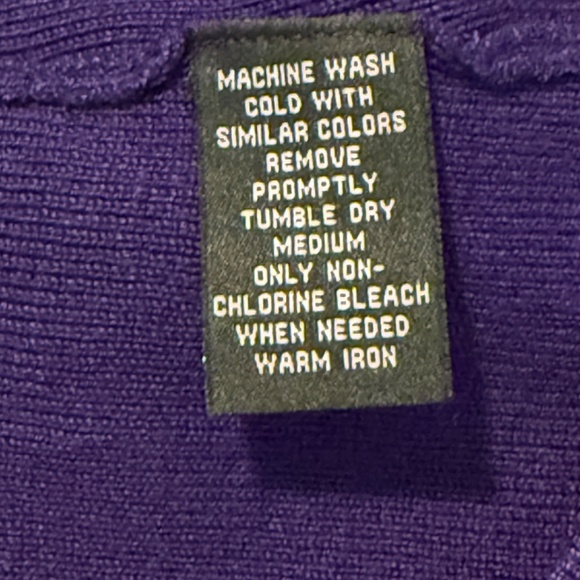 MACHINE WASH
COLD WITH
SIMILAR COLORS
REMOVE
PROMPTLY
TUMBLE DRY
MEDIUM
ONLY NON-
CHLORINE BLEACH
WHEN NEEDED
WARM IRON